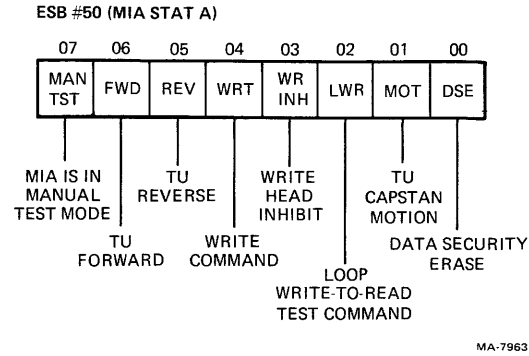 ESB #50 (MIA STAT A)
07 06 05 04 03 02 01 00
MAN TST
FWD
REV
WRT
WR INH
LWR
MOT
DSE
MIA IS IN
MANUAL
TEST MODE
TU
FORWARD
TU
REVERSE
WRITE
COMMAND
WRITE
HEAD
INHIBIT
LOOP
WRITE-TO-READ
TEST COMMAND
TU
CAPSTAN
MOTION
DATA SECURITY
ERASE
MA-7963